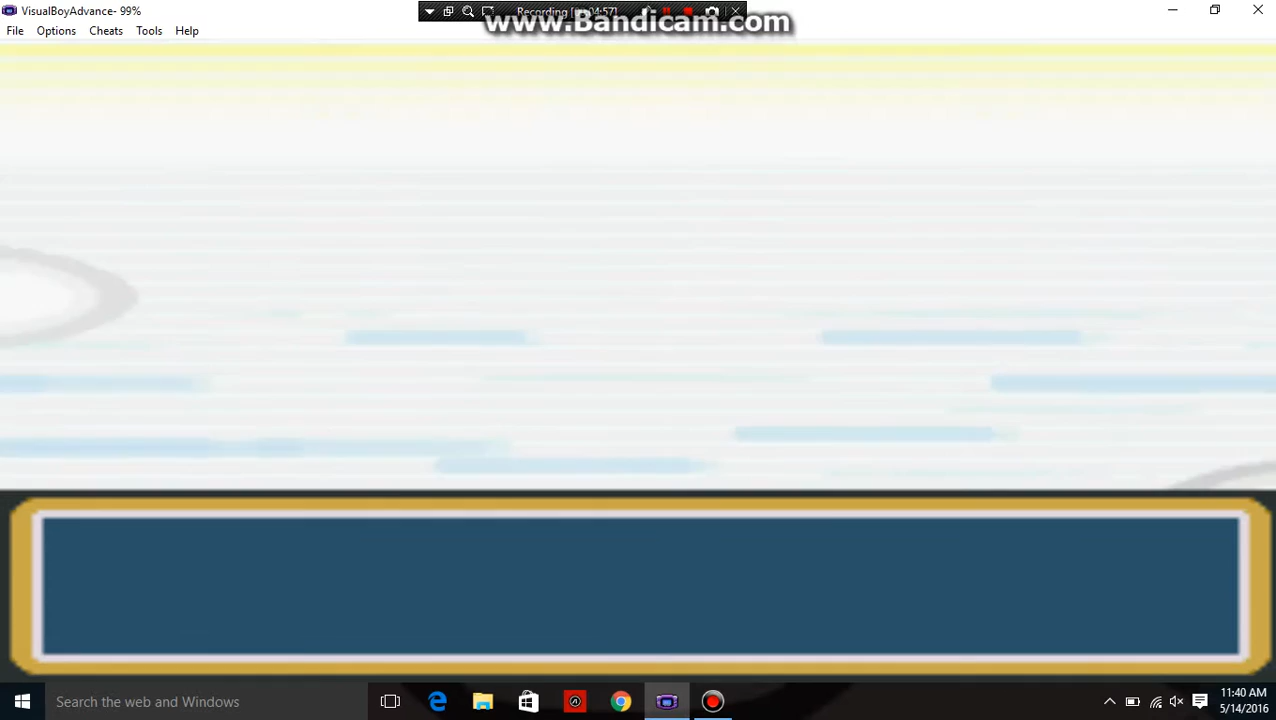 VisualBoyAdvance- 99%
www.Bandicam.com
File Options Cheats Tools Help
Search the web and Windows
11:40 AM
5/14/2016